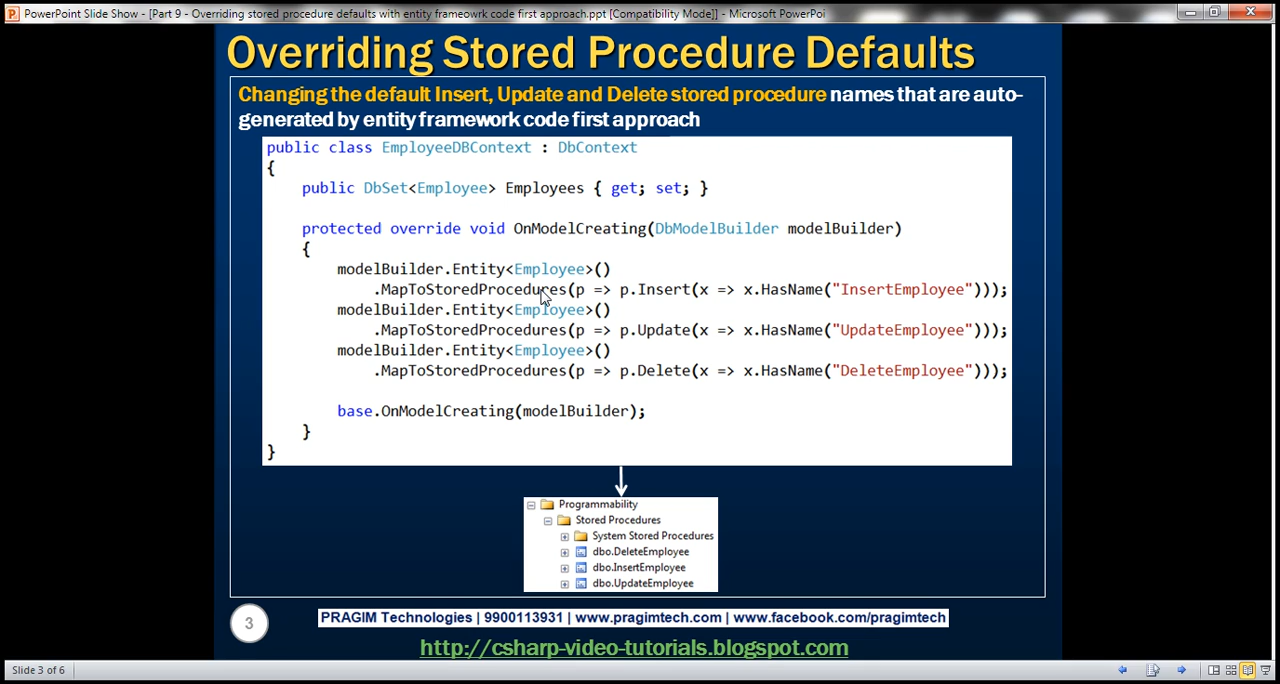 PowerPoint Slide Show - [Part 9 - Overriding stored procedure defaults with entity frameowrk code first approach.ppt [Compatibility Mode]] - Microsoft PowerPoi
Overriding Stored Procedure Defaults
Changing the default Insert, Update and Delete stored procedure names that are auto-
generated by entity framework code first approach
public class EmployeeDBContext : DbContext
{
public DbSet<Employee> Employees { get; set; }
protected override void OnModelCreating(DbModelBuilder modelBuilder)
{
modelBuilder.Entity<Employee>()
.MapToStoredProcedures(p => p.Insert(x => x.HasName("InsertEmployee")));
modelBuilder.Entity<Employee>()
.MapToStoredProcedures(p => p.Update(x => x.HasName("UpdateEmployee")));
modelBuilder.Entity<Employee>()
.MapToStoredProcedures(p => p.Delete(x => x.HasName("DeleteEmployee")));
base.OnModelCreating(modelBuilder);
}
}
Programmability
Stored Procedures
System Stored Procedures
dbo.DeleteEmployee
dbo.InsertEmployee
dbo.UpdateEmployee
3
PRAGIM Technologies | 9900113931 | www.pragimtech.com | www.facebook.com/pragimtech
http://csharp-video-tutorials.blogspot.com
Slide 3 of 6